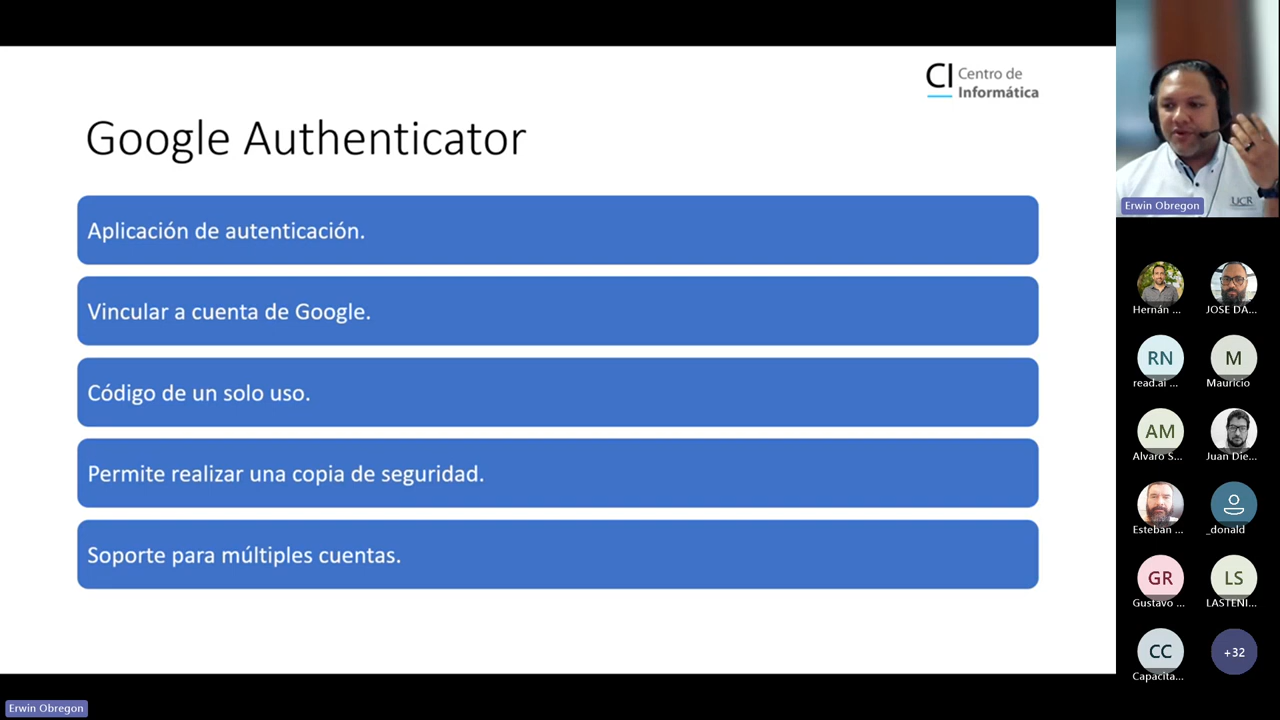 CI Centro de
Informática
Google Authenticator
Aplicación de autenticación.
Vincular a cuenta de Google.
Código de un solo uso.
Permite realizar una copia de seguridad.
Soporte para múltiples cuentas.
UCR
Erwin Obregon
Hernán ...
JOSE DA...
RN
read.ai ...
M
Mauricio
AM
Alvaro S...
Juan Die...
Esteban ...
_donald
GR
Gustavo ...
LS
LASTENI...
CC
Capacita...
+32
Erwin Obregon